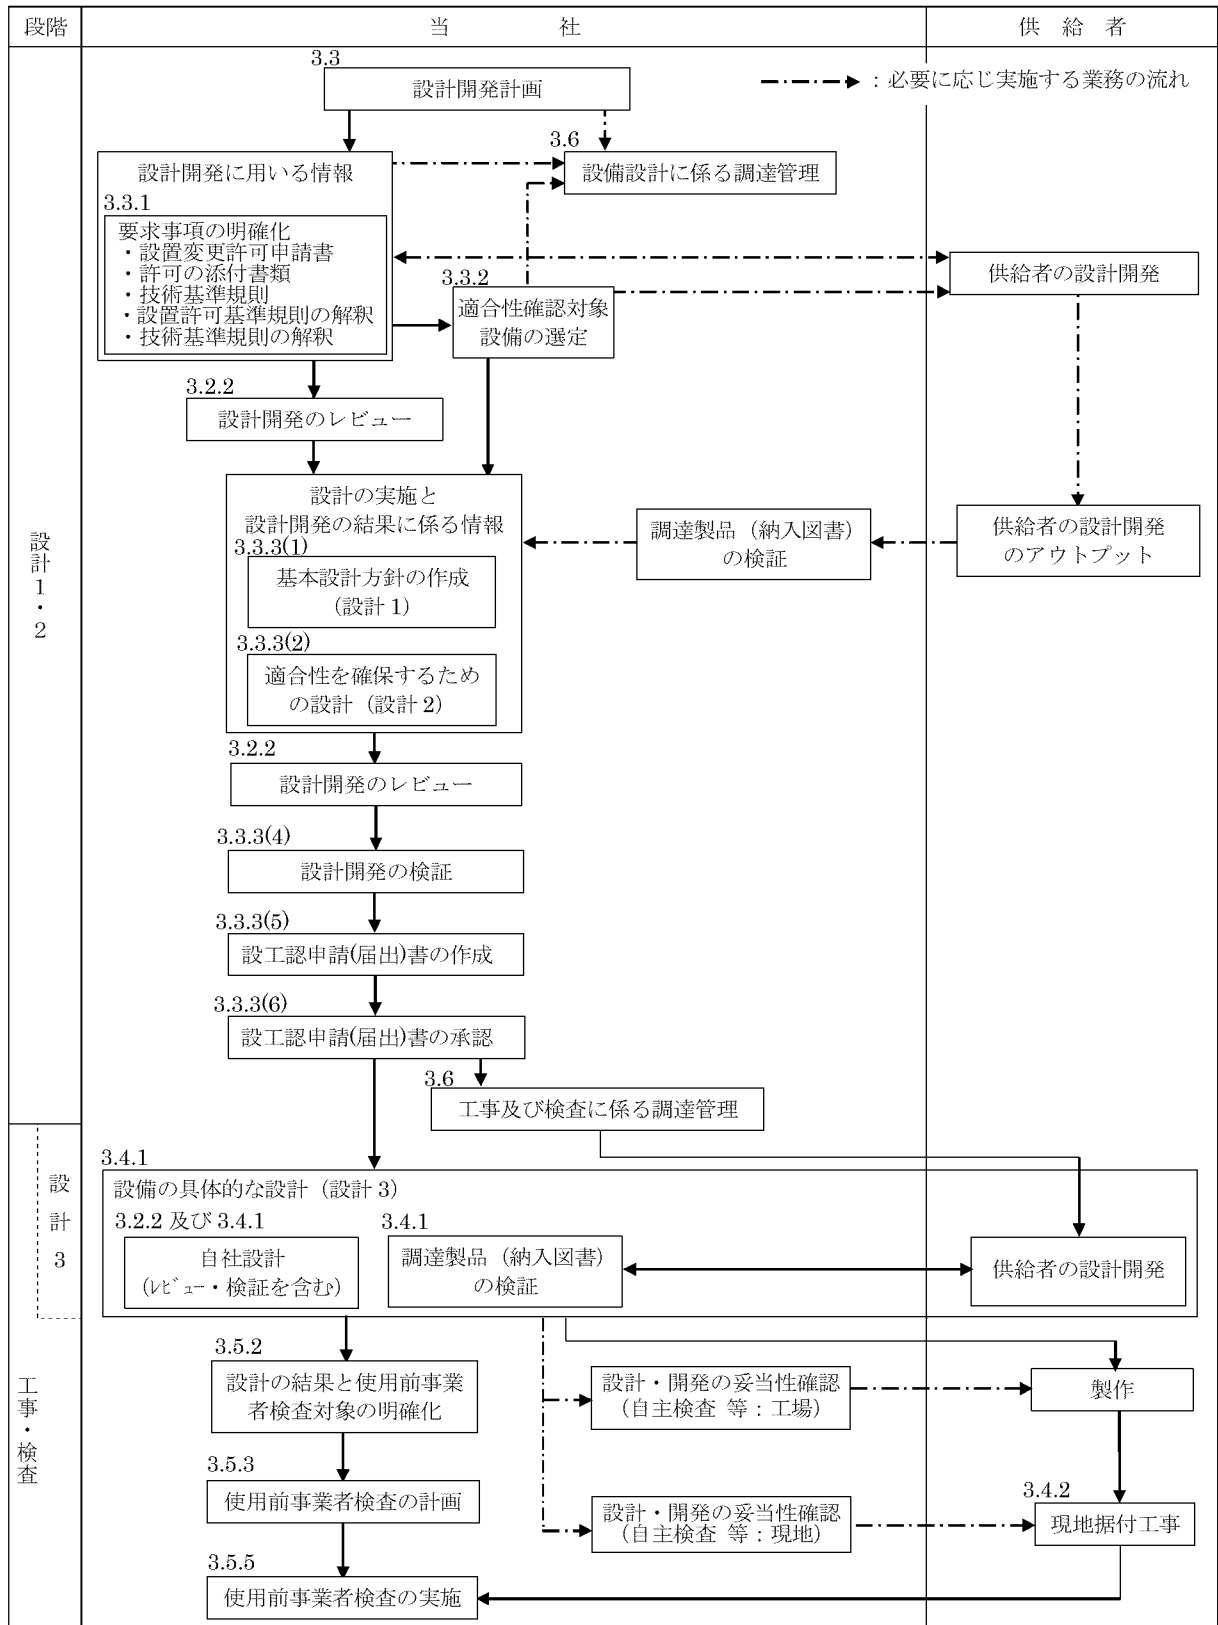 段階
当社
供給者
3.3
設計開発計画
：必要に応じ実施する業務の流れ
3.6
設備設計に係る調達管理
設計開発に用いる情報
3.3.1
要求事項の明確化
・設置変更許可申請書
・許可の添付書類
・技術基準規則
・設置許可基準規則の解釈
・技術基準規則の解釈
3.3.2
適合性確認対象
設備の選定
供給者の設計開発
3.2.2
設計開発のレビュー
設計の実施と
設計開発の結果に係る情報
3.3.3(1)
基本設計方針の作成
（設計1）
3.3.3(2)
適合性を確保するため
の設計（設計2）
調達製品（納入図書）
の検証
供給者の設計開発
のアウトプット
設計1・2
3.2.2
設計開発のレビュー
3.3.3(4)
設計開発の検証
3.3.3(5)
設工認申請(届出)書の作成
3.3.3(6)
設工認申請(届出)書の承認
3.6
工事及び検査に係る調達管理
設計3
3.4.1
設備の具体的な設計（設計3）
3.2.2 及び 3.4.1
自社設計
(ﾚﾋﾞｭｰ・検証を含む)
3.4.1
調達製品（納入図書）
の検証
供給者の設計開発
工事・検査
3.5.2
設計の結果と使用前事業
者検査対象の明確化
設計・開発の妥当性確認
（自主検査 等：工場）
製作
3.5.3
使用前事業者検査の計画
設計・開発の妥当性確認
（自主検査 等：現地）
3.4.2
現地据付工事
3.5.5
使用前事業者検査の実施